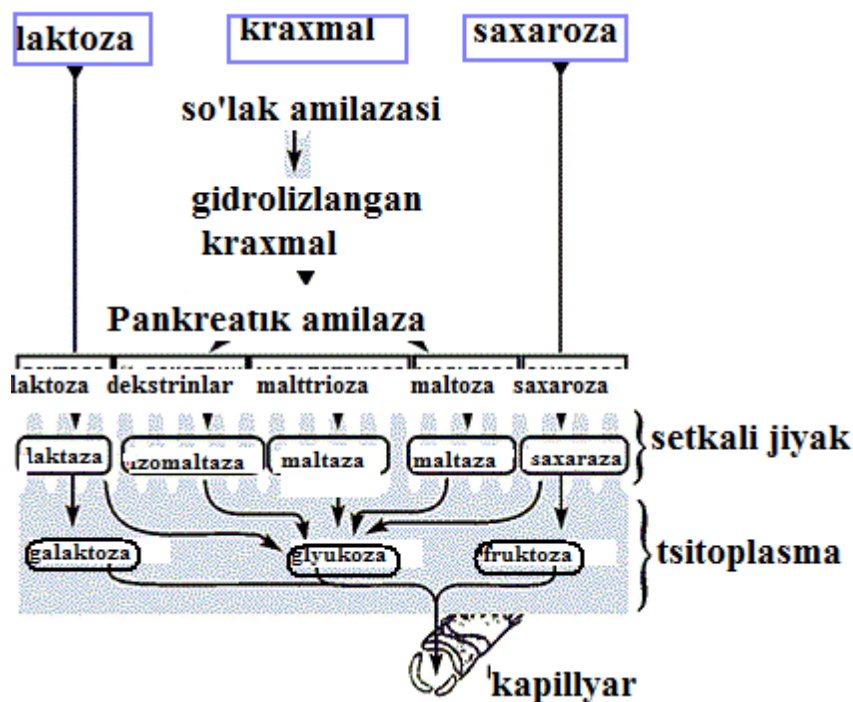 laktoza kraxmal saxaroza
so'lak amilazasi
gidrolizlangan
kraxmal
Pankreatık amilaza
laktoza dekstrinlar malttrioza maltoza saxaroza
laktaza ızomaltaza maltaza maltaza saxaraza setkali jiyak
galaktoza glyukoza fruktoza tsitoplasma
kapillyar